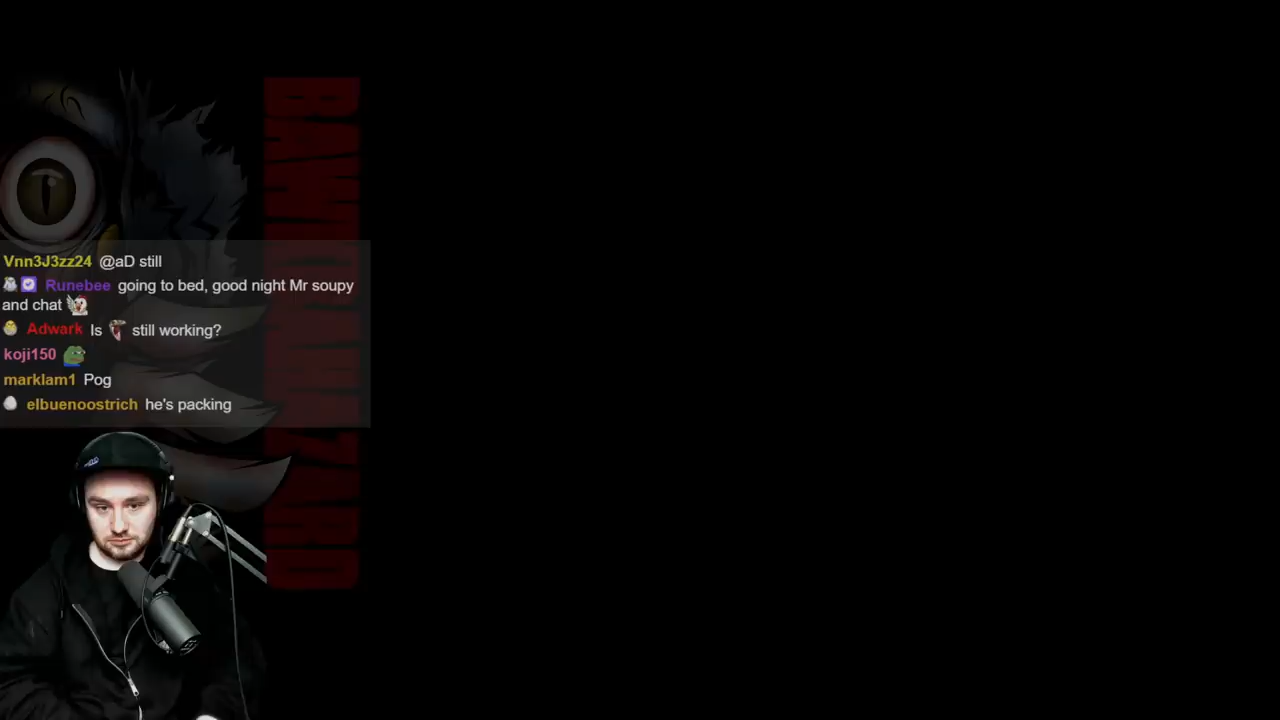 Vnn3J3zz24 @aD still
Runebee going to bed, good night Mr soupy
and chat
Adwark Is still working?
koji150
marklam1 Pog
elbuenoostrich he's packing